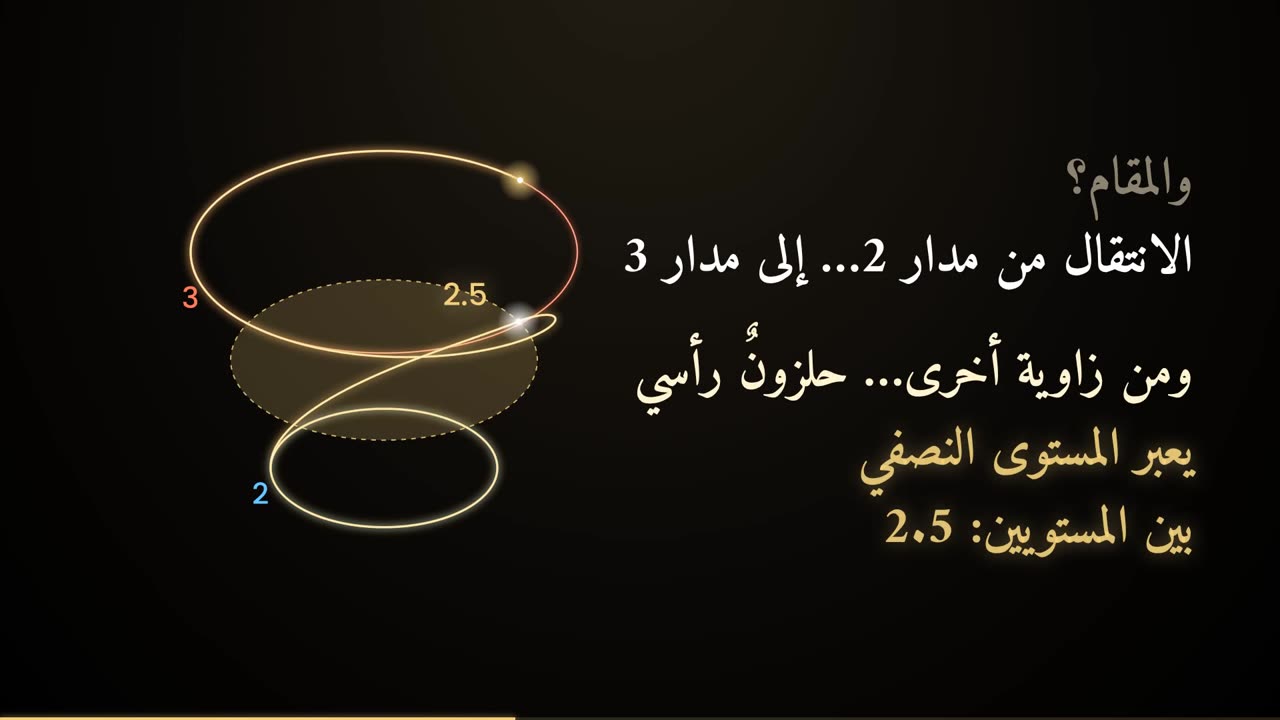 والمقام؟
الانتقال من مدار 2... إلى مدار 3
ومن زاوية أخرى... حلزونٌ رأسي
يعبر المستوى النصفي
بين المستويين: 2.5
2.5
3
2